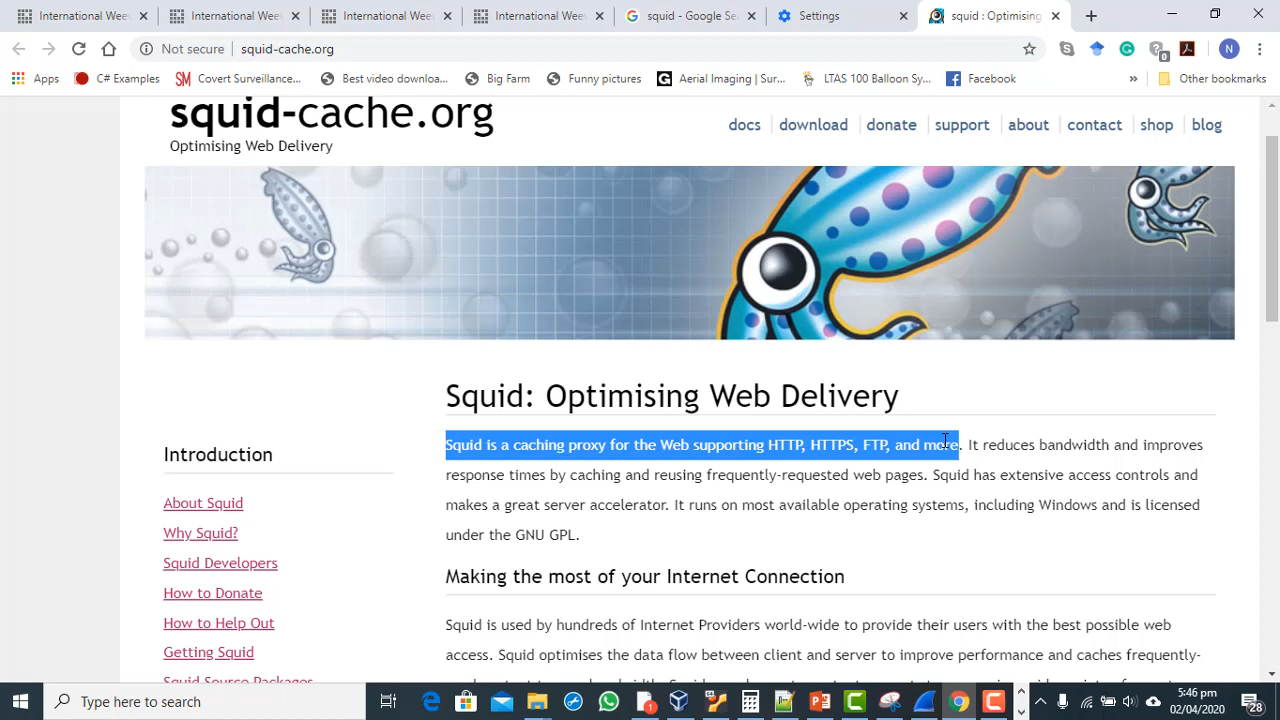 International Wee
International Wee
International Wee
International Wee
squid - Google
Settings
squid : Optimising
Not secure
squid-cache.org
N
0
Apps
C# Examples
SM Covert Surveillance...
Best video downloa...
Big Farm
Funny pictures
G Aerial Imaging | Sur...
LTAS 100 Balloon Sy...
Facebook
»
Other bookmarks
squid-cache.org
Optimising Web Delivery
docs
download
donate
support
about
contact
shop
blog
Squid: Optimising Web Delivery
Squid is a caching proxy for the Web supporting HTTP, HTTPS, FTP, and more. It reduces bandwidth and improves
response times by caching and reusing frequently-requested web pages. Squid has extensive access controls and
makes a great server accelerator. It runs on most available operating systems, including Windows and is licensed
under the GNU GPL.
Introduction
About Squid
Why Squid?
Squid Developers
How to Donate
How to Help Out
Getting Squid
Squid Source Packages
Making the most of your Internet Connection
Squid is used by hundreds of Internet Providers world-wide to provide their users with the best possible web
access. Squid optimises the data flow between client and server to improve performance and caches frequently-
Type here to search
1
5:46 pm
02/04/2020
28